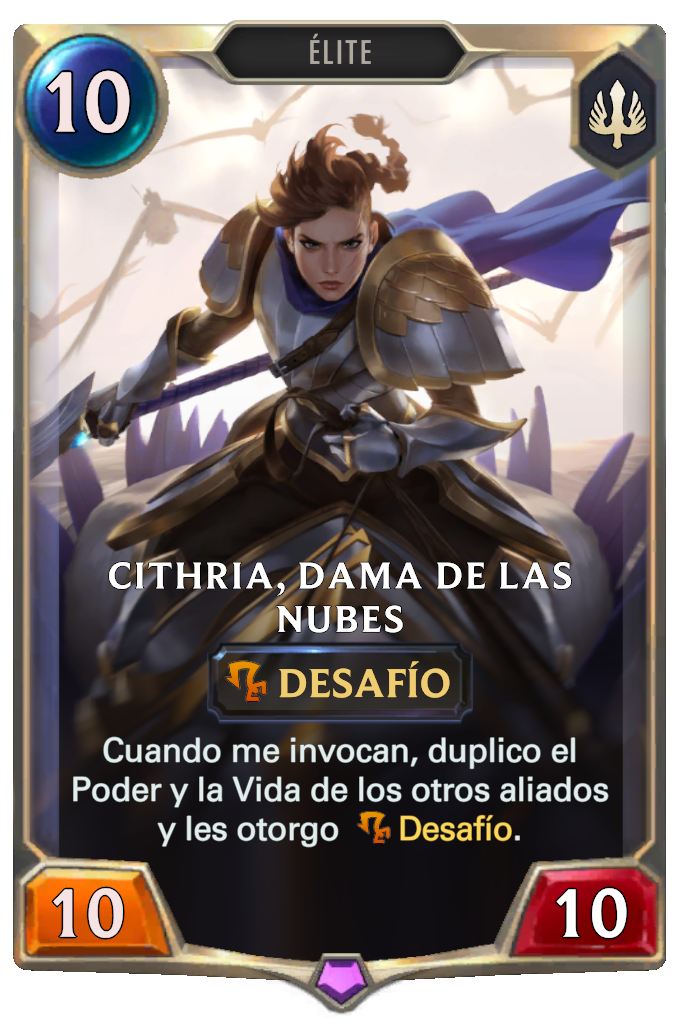 ÉLITE
10
CITHRIA, DAMA DE LAS
NUBES
DESAFÍO
Cuando me invocan, duplico el
Poder y la Vida de los otros aliados
y les otorgo Desafío.
10
10